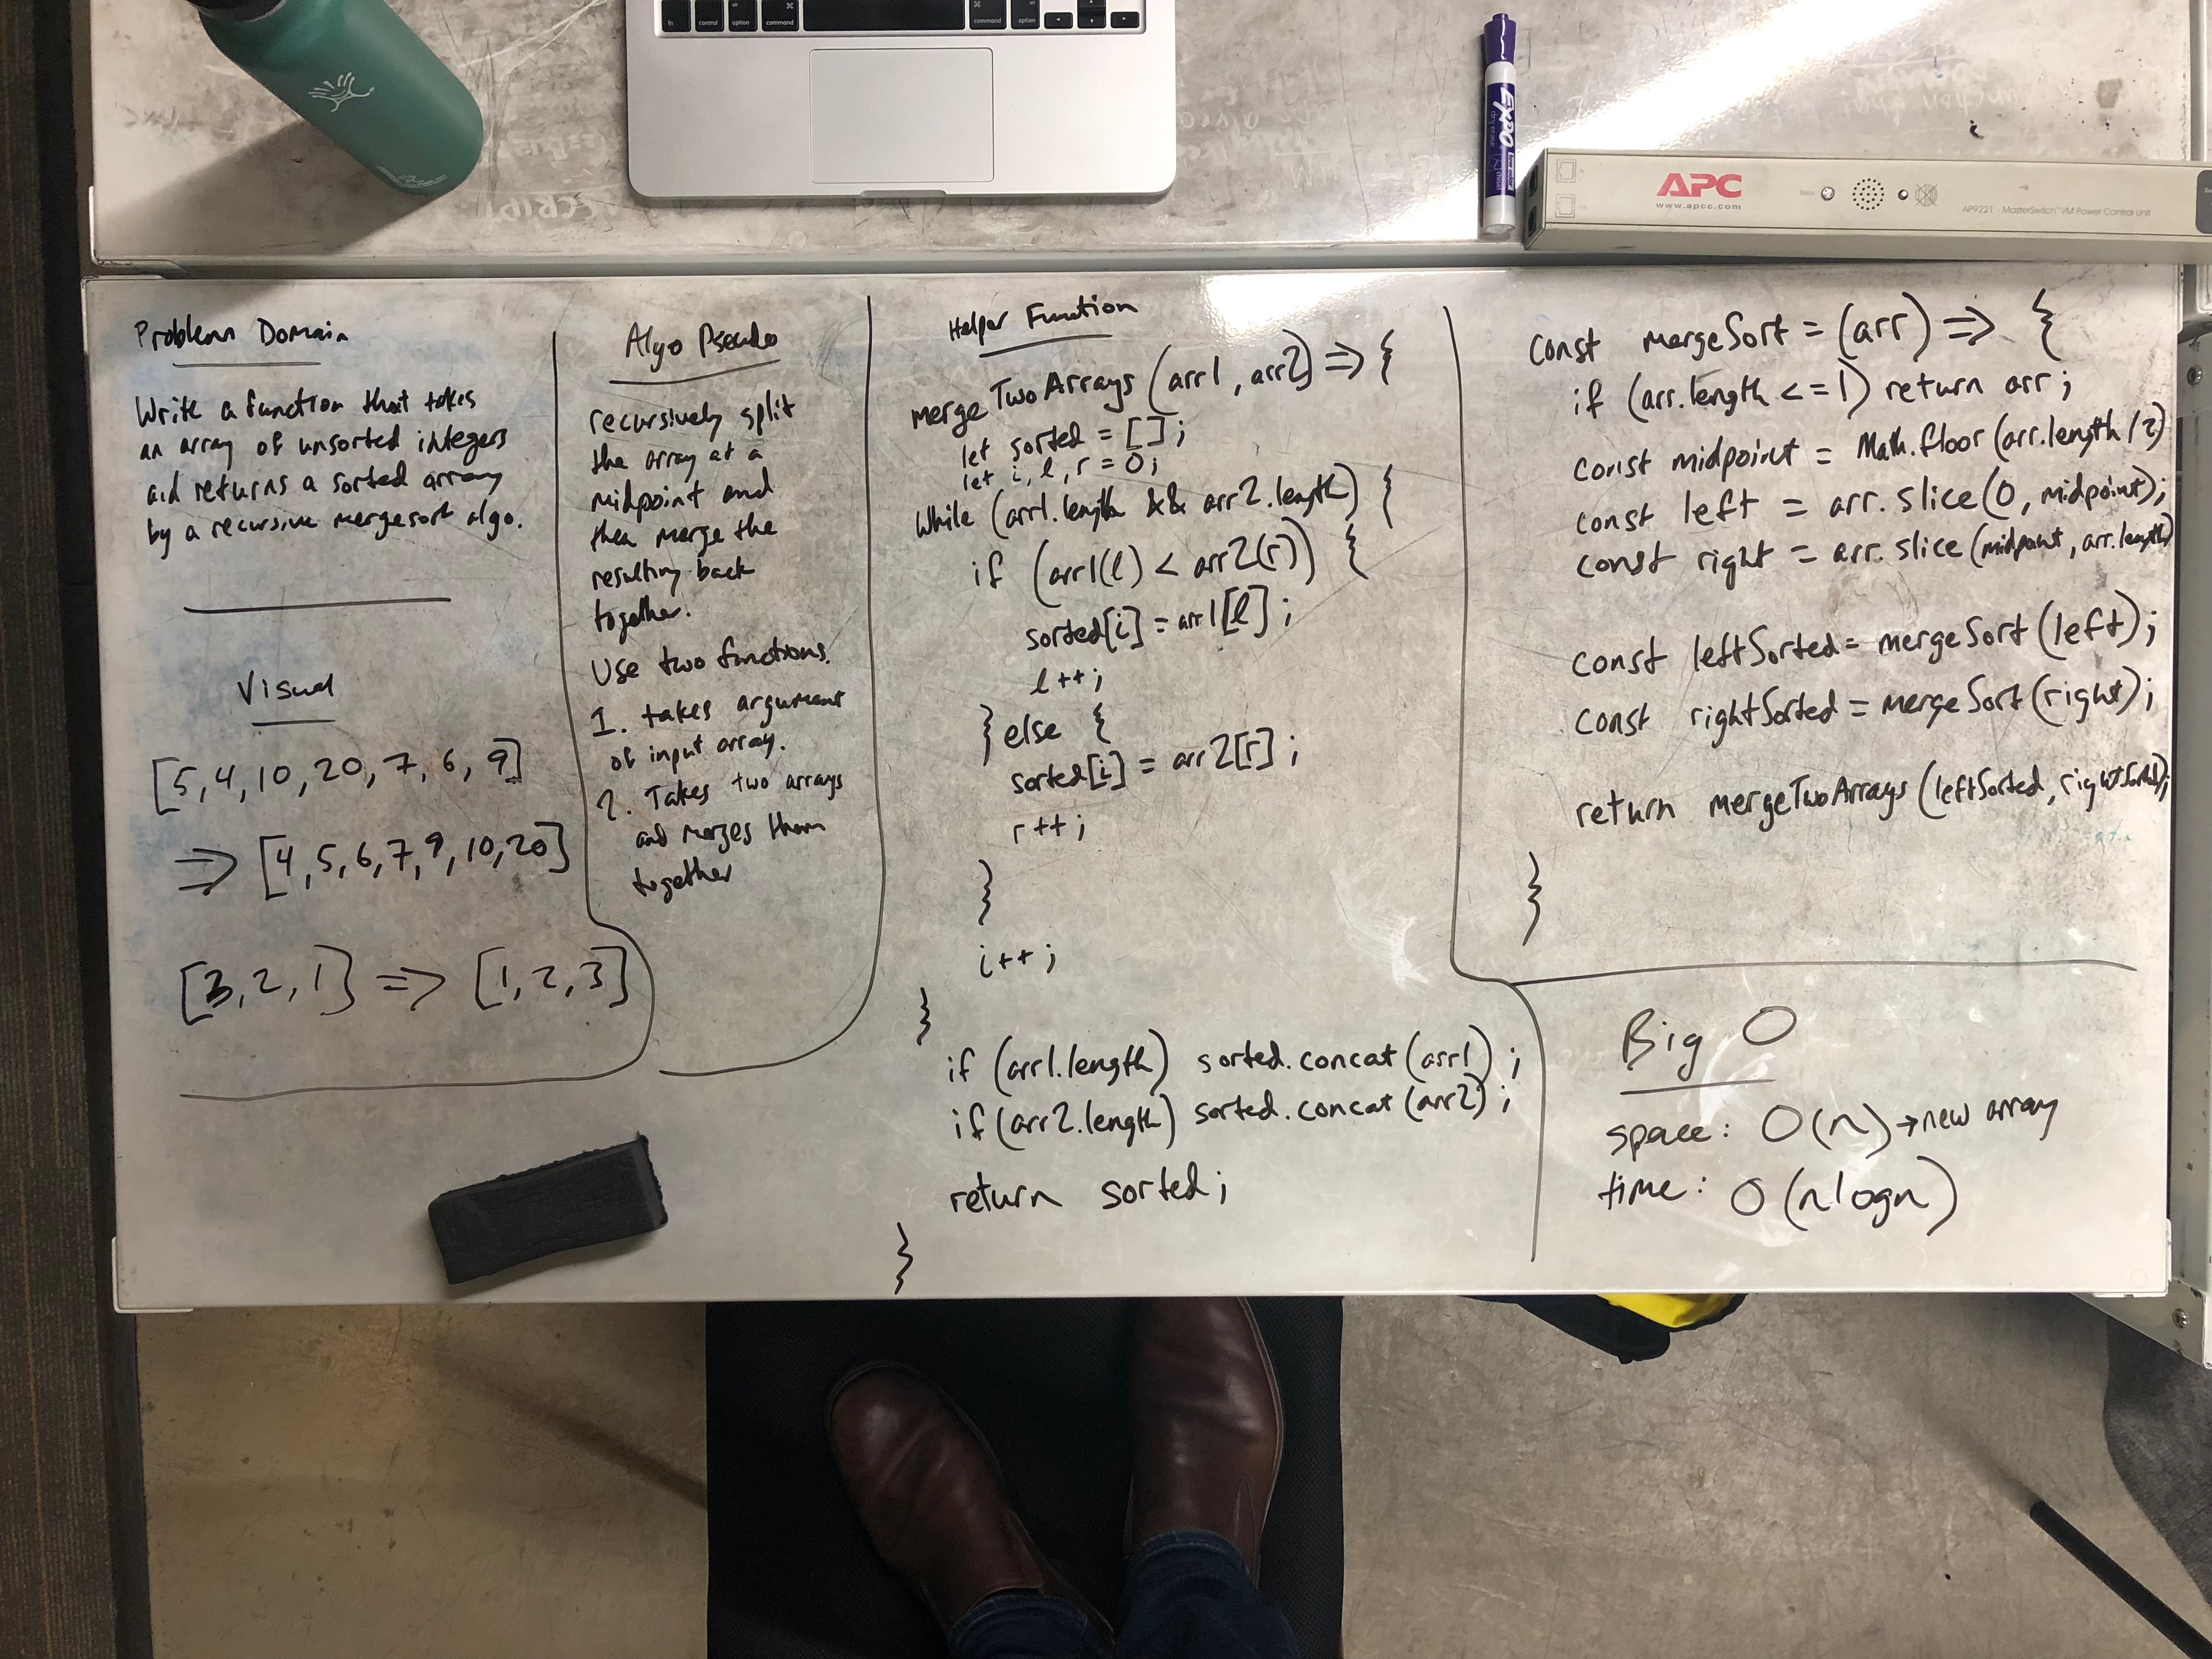 fn control option command
command option
EXPO
dry erase
APC
www.apcc.com
Status
AP9221 - MasterSwitch VM Power Control Unit
Problem Domain
Write a function that takes
an array of unsorted integers
and returns a sorted array
by a recursive mergesort algo.
Visual
[5, 4, 10, 20, 7, 6, 9]
=> [4, 5, 6, 7, 9, 10, 20]
[3, 2, 1] => [1, 2, 3]
Algo Pseudo
recursively split
the array at a
midpoint and
then merge the
resulting back
together.
Use two functions.
1. takes argument
of input array.
2. Takes two arrays
and merges them
together
Helper Function
mergeTwoArrays (arr1, arr2) => {
let sorted = [];
let i, l, r = 0;
while (arr1.length && arr2.length) {
if (arr1(l) < arr2(r)) {
sorted[i] = arr1[l];
l++;
} else {
sorted[i] = arr2[r];
r++;
}
i++;
}
if (arr1.length) sorted.concat(arr1);
if (arr2.length) sorted.concat(arr2);
return sorted;
}
const mergeSort = (arr) => {
if (arr.length <= 1) return arr;
const midpoint = Math.floor(arr.length/2)
const left = arr.slice(0, midpoint);
const right = arr.slice(midpoint, arr.length)
const leftSorted = mergeSort(left);
const rightSorted = mergeSort(right);
return mergeTwoArrays(leftSorted, rightSorted);
}
Big O
space: O(n) → new array
time: O(n log n)